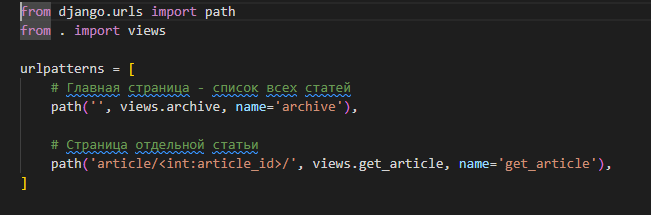 from django.urls import path
from . import views
urlpatterns = [
    # Главная страница - список всех статей
    path('', views.archive, name='archive'),
    # Страница отдельной статьи
    path('article/<int:article_id>/', views.get_article, name='get_article'),
]